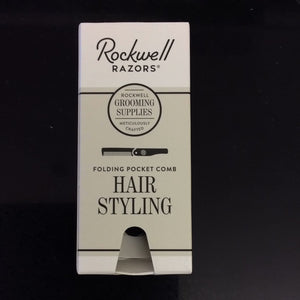 Rockwell
RAZORS®
ROCKWELL
GROOMING
SUPPLIES
METICULOUSLY
CRAFTED
FOLDING POCKET COMB
HAIR
STYLING